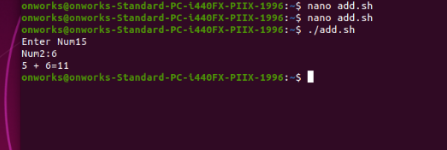 onworks@onworks-Standard-PC-i440FX-PIIX-1996:~$ nano add.sh
onworks@onworks-Standard-PC-i440FX-PIIX-1996:~$ nano add.sh
onworks@onworks-Standard-PC-i440FX-PIIX-1996:~$ ./add.sh
Enter Num15
Num2:6
5 + 6=11
onworks@onworks-Standard-PC-i440FX-PIIX-1996:~$